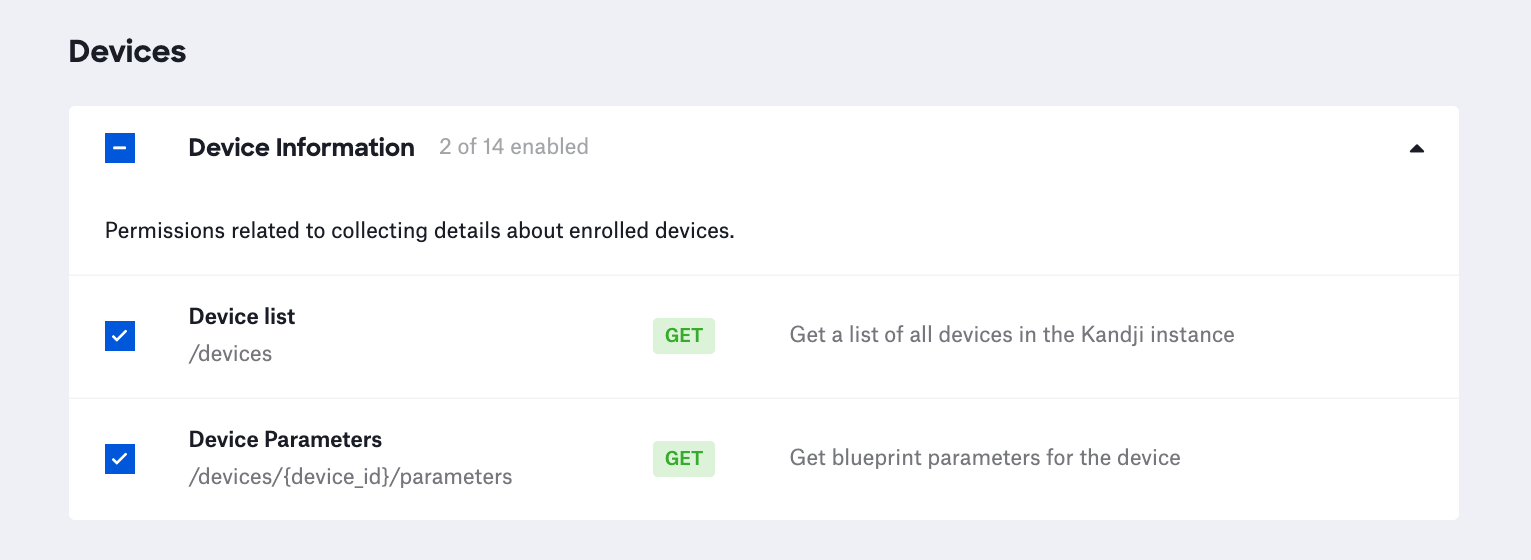 Devices
Device Information 2 of 14 enabled
Permissions related to collecting details about enrolled devices.
Device list
/devices
GET
Get a list of all devices in the Kandji instance
Device Parameters
/devices/{device_id}/parameters
GET
Get blueprint parameters for the device